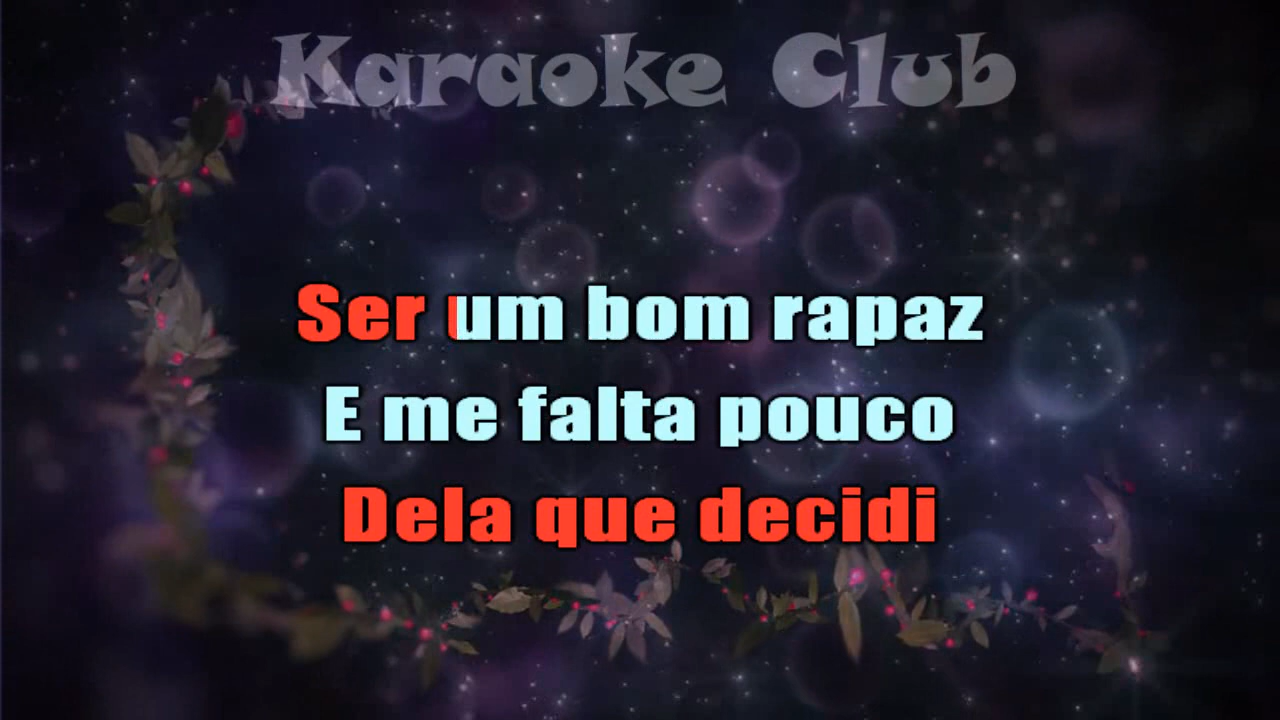 Karaoke Club
Ser um bom rapaz
E me falta pouco
Dela que decidi